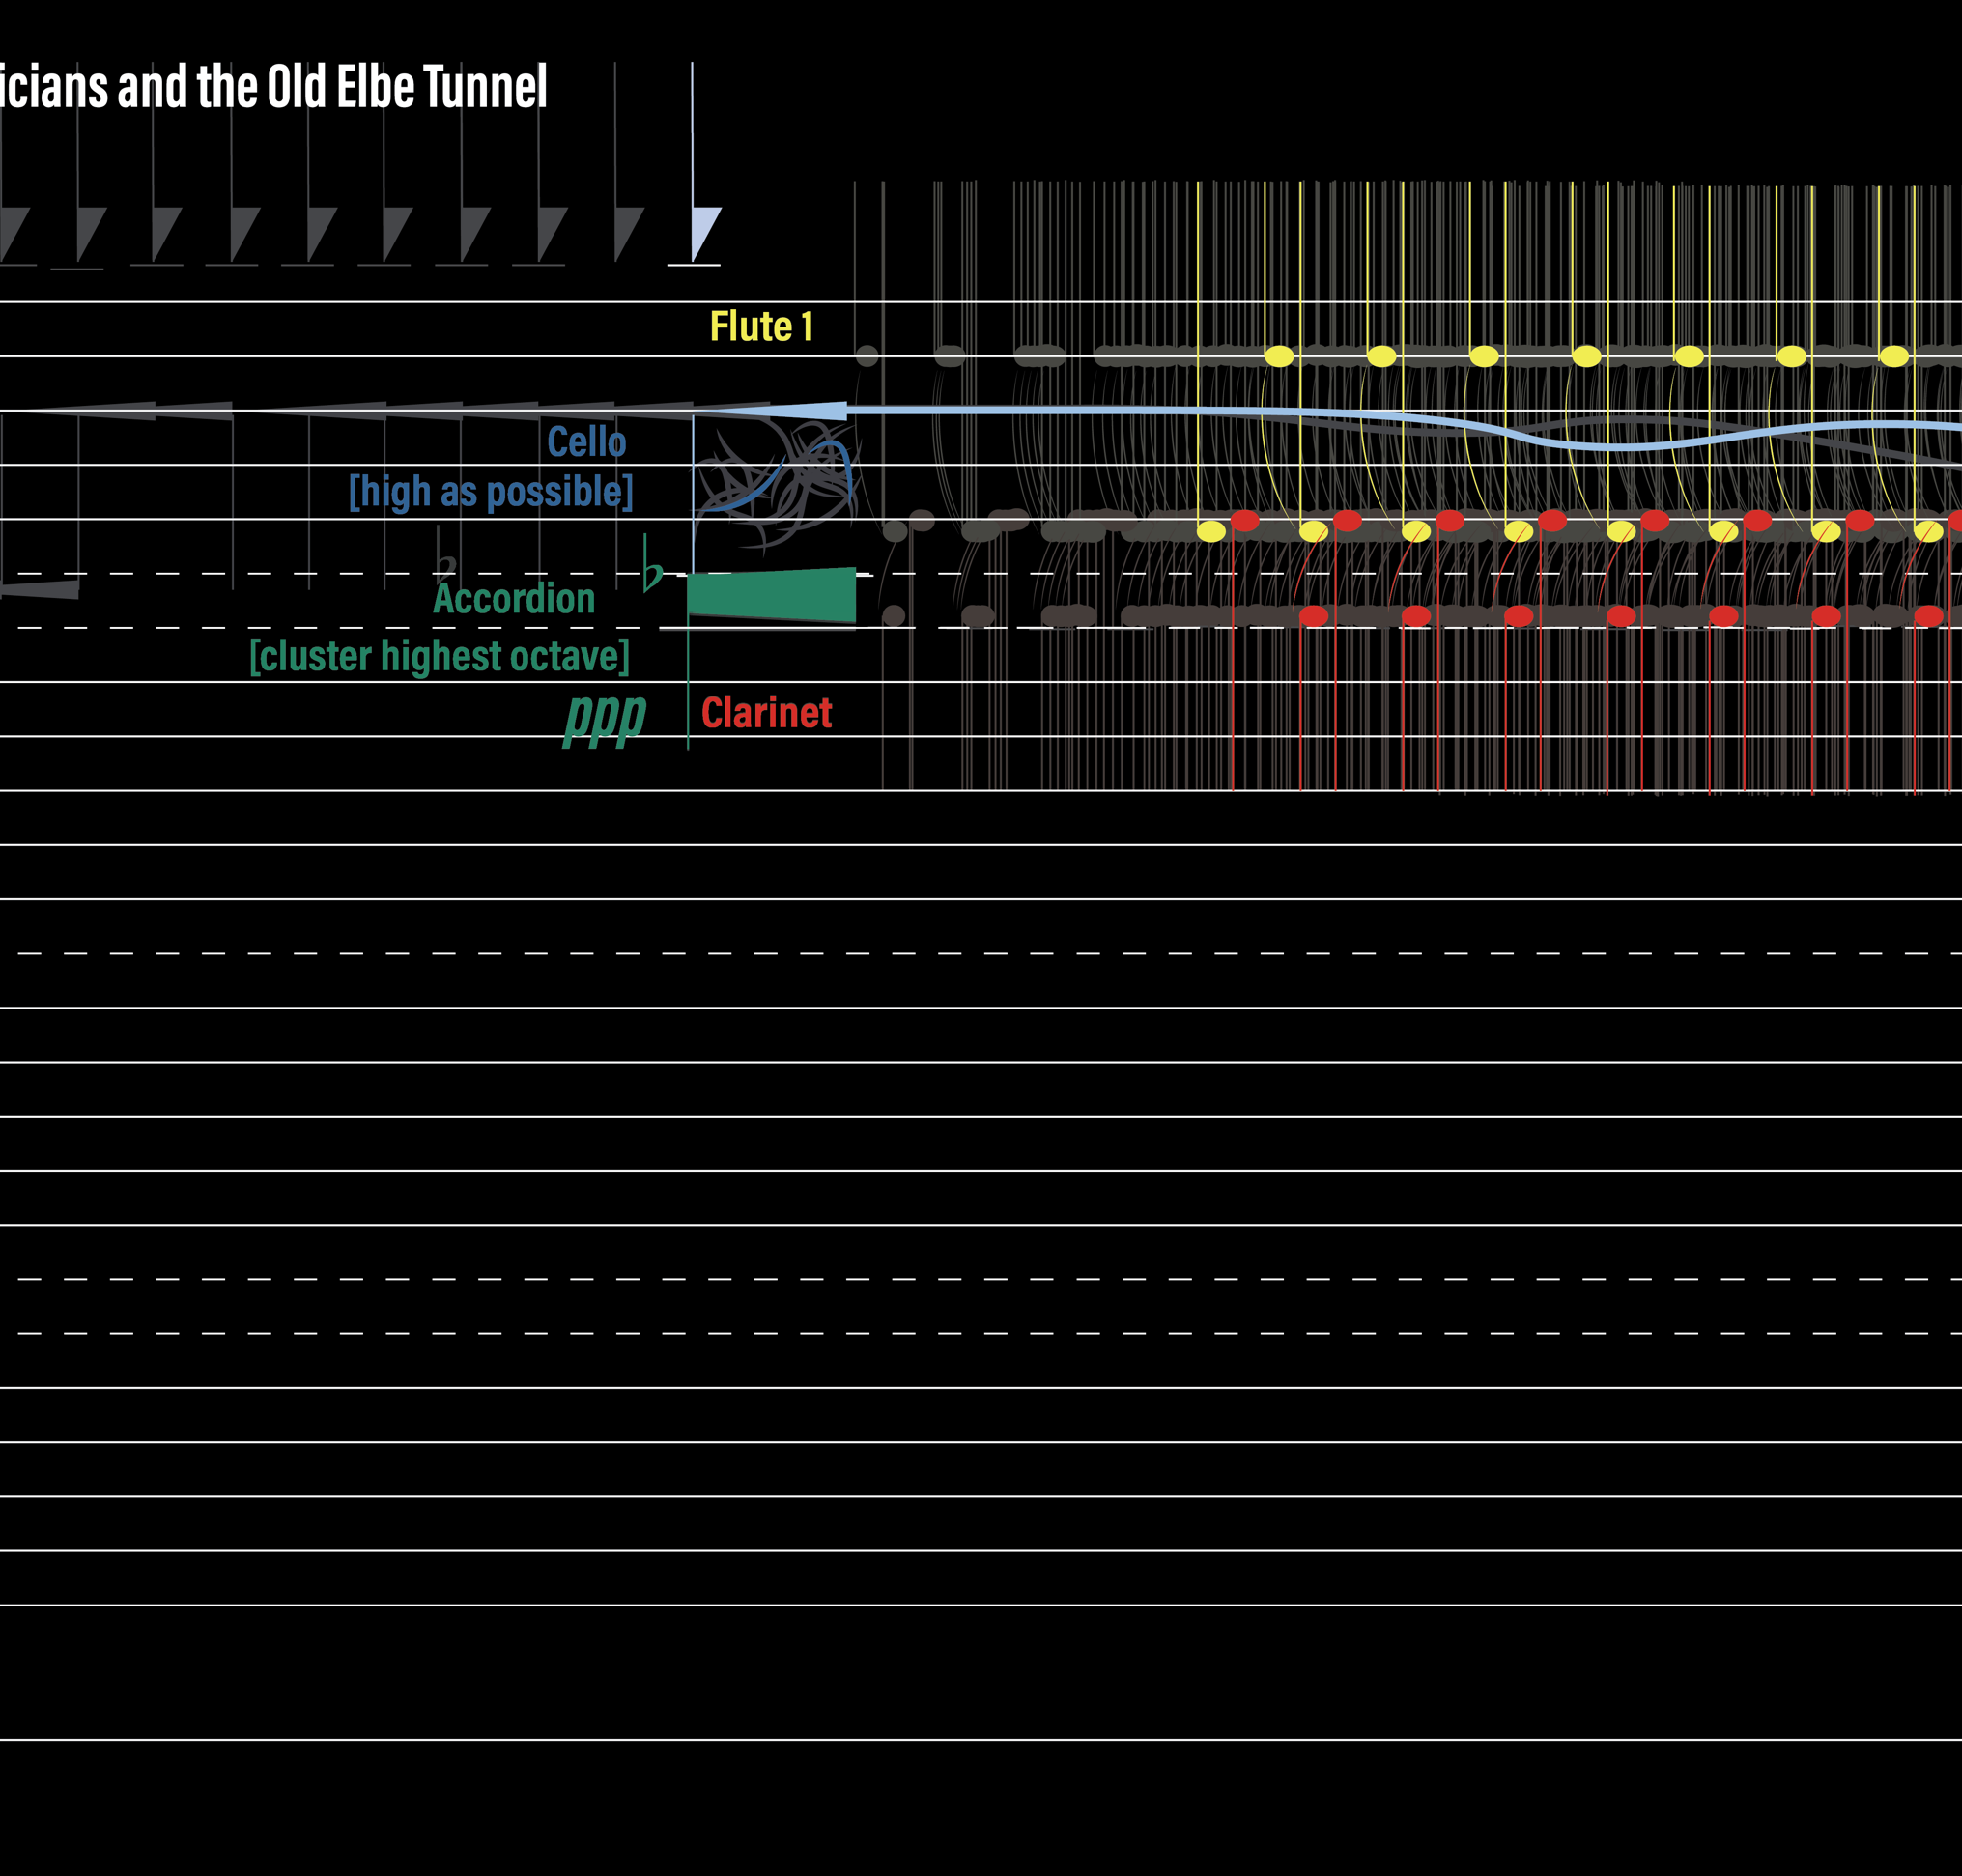 icians and the Old Elbe Tunnel
Flute 1
Cello
[high as possible]
Accordion
[cluster highest octave]
ppp
Clarinet